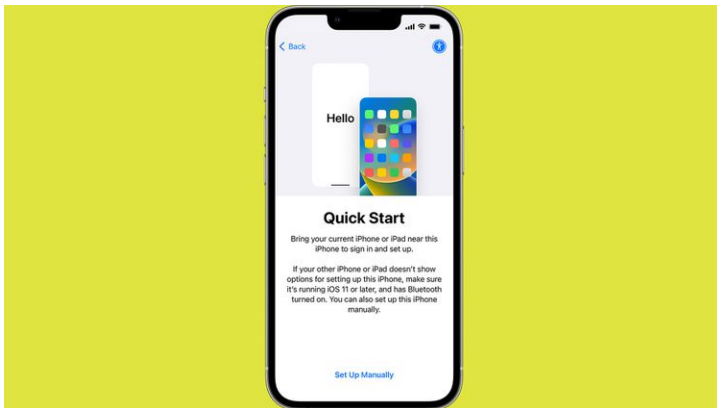 Back
Hello
Quick Start
Bring your current iPhone or iPad near this
iPhone to sign in and set up.
If your other iPhone or iPad doesn't show
options for setting up this iPhone, make sure
it's running iOS 11 or later, and has Bluetooth
turned on. You can also set up this iPhone
manually.
Set Up Manually